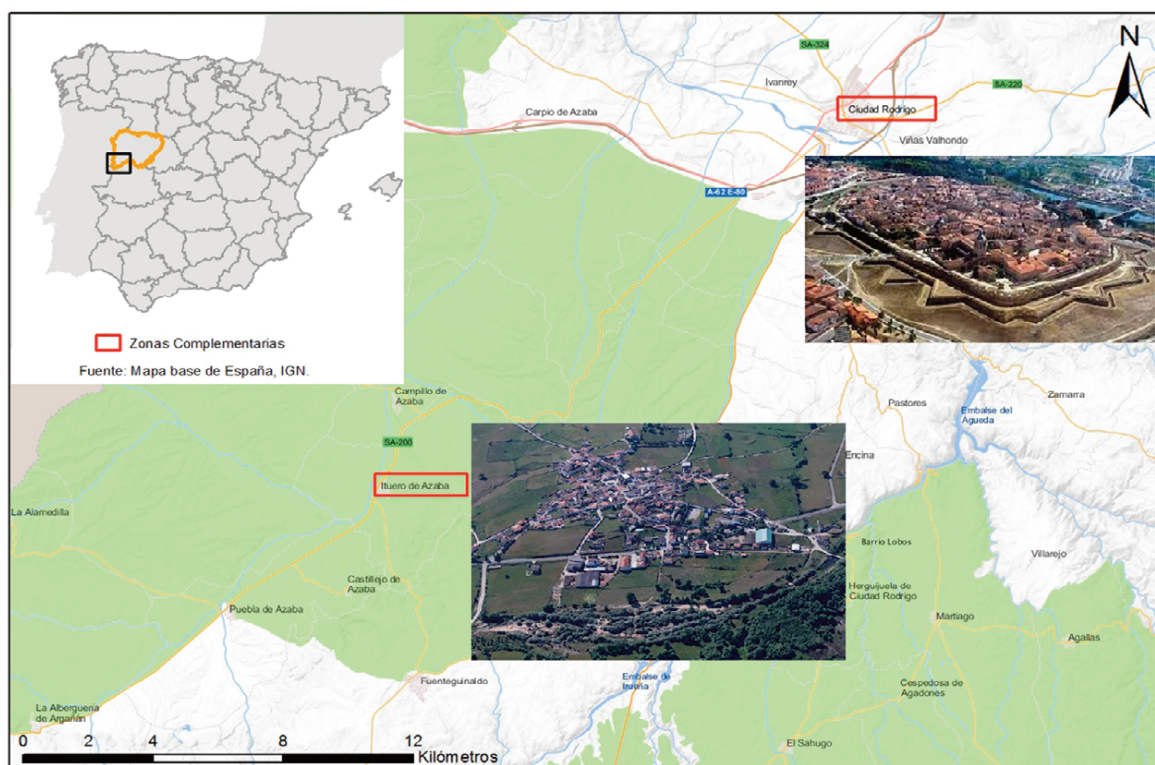 N
SA-324
Ivanrey
SA-220
Carpio de Azaba
Ciudad Rodrigo
Viñas Valhondo
A-62 E-80
Zonas Complementarias
Fuente: Mapa base de España, IGN.
Campillo de
Azaba
Pastores
Zamarra
Embalse del
Águeda
SA-200
Encina
Ituero de Azaba
La Alamedilla
Barrio Lobos
Villarejo
Castillejo de
Azaba
Herguijuela de
Ciudad Rodrigo
Puebla de Azaba
Martiago
Agallas
Fuenteguinaldo
Embalse de
Irueña
Cespedosa de
Agadones
La Alberguería
de Argañán
El Sahugo
0 2 4 8 12
Kilómetros